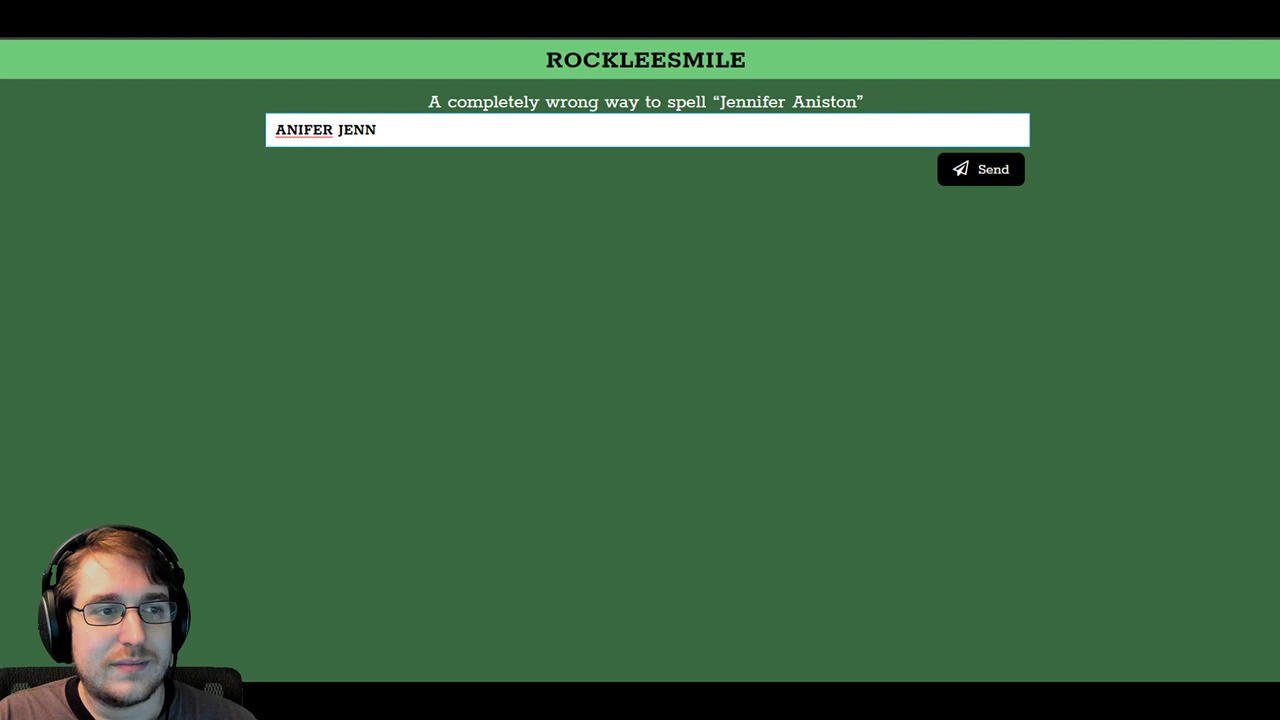 ROCKLEESMILE
A completely wrong way to spell “Jennifer Aniston”
ANIFER JENN
Send